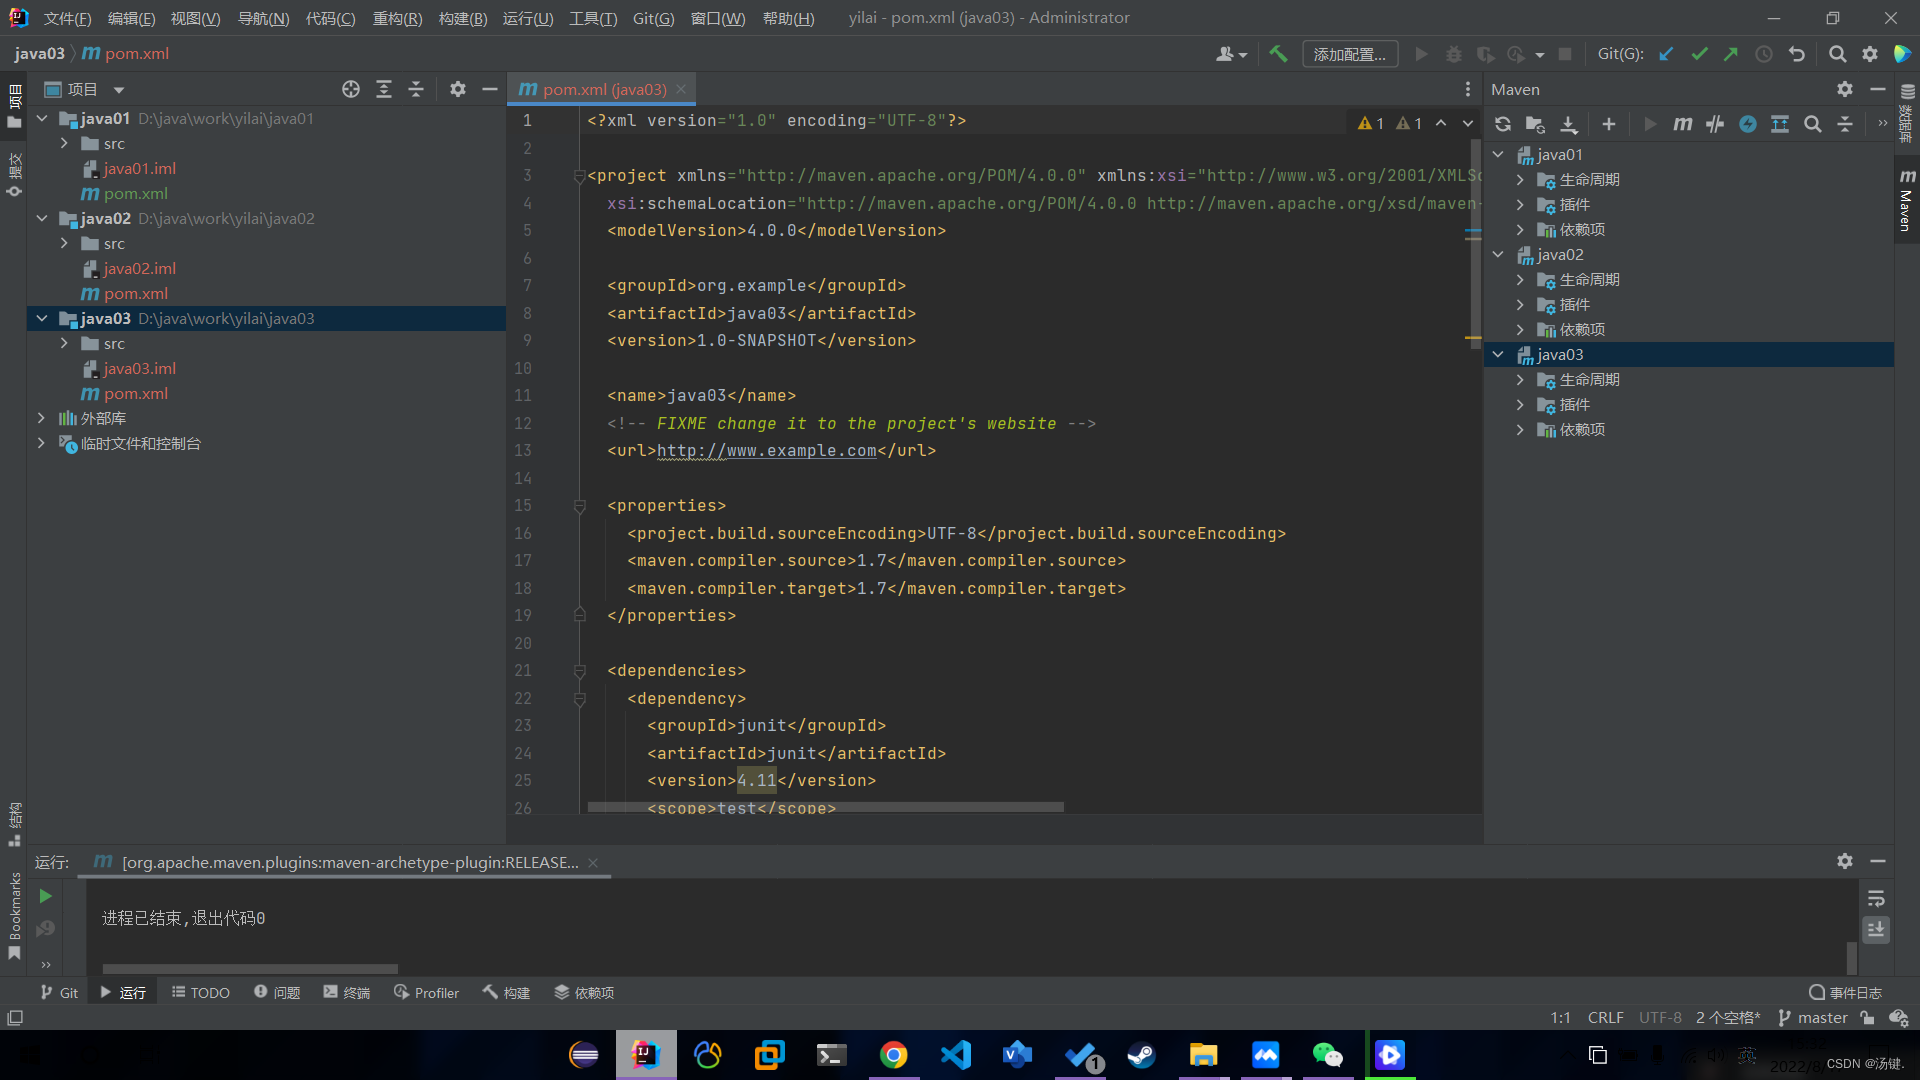 文件(F) 编辑(E) 视图(V) 导航(N) 代码(C) 重构(R) 构建(B) 运行(U) 工具(T) Git(G) 窗口(W) 帮助(H) yilai - pom.xml (java03) - Administrator
java03 pom.xml 添加配置... Git(G):
项目
pom.xml (java03)
Maven
项目
提交
结构
Bookmarks
java01 D:\java\work\yilai\java01
src
java01.iml
pom.xml
java02 D:\java\work\yilai\java02
src
java02.iml
pom.xml
java03 D:\java\work\yilai\java03
src
java03.iml
pom.xml
外部库
临时文件和控制台
1 <?xml version="1.0" encoding="UTF-8"?>
1 1
2
3 <project xmlns="http://maven.apache.org/POM/4.0.0" xmlns:xsi="http://www.w3.org/2001/XMLSc
4 xsi:schemaLocation="http://maven.apache.org/POM/4.0.0 http://maven.apache.org/xsd/maven-
5 <modelVersion>4.0.0</modelVersion>
6
7 <groupId>org.example</groupId>
8 <artifactId>java03</artifactId>
9 <version>1.0-SNAPSHOT</version>
10
11 <name>java03</name>
12 <!-- FIXME change it to the project's website -->
13 <url>http://www.example.com</url>
14
15 <properties>
16 <project.build.sourceEncoding>UTF-8</project.build.sourceEncoding>
17 <maven.compiler.source>1.7</maven.compiler.source>
18 <maven.compiler.target>1.7</maven.compiler.target>
19 </properties>
20
21 <dependencies>
22 <dependency>
23 <groupId>junit</groupId>
24 <artifactId>junit</artifactId>
25 <version>4.11</version>
26 <scope>test</scope>
java01
生命周期
插件
依赖项
java02
生命周期
插件
依赖项
java03
生命周期
插件
依赖项
数据库
Maven
运行: [org.apache.maven.plugins:maven-archetype-plugin:RELEASE...
进程已结束,退出代码0
Git 运行 TODO 问题 终端 Profiler 构建 依赖项 事件日志
1:1 CRLF UTF-8 2 个空格* master
1
英
2022/8/
CSDN @汤键.